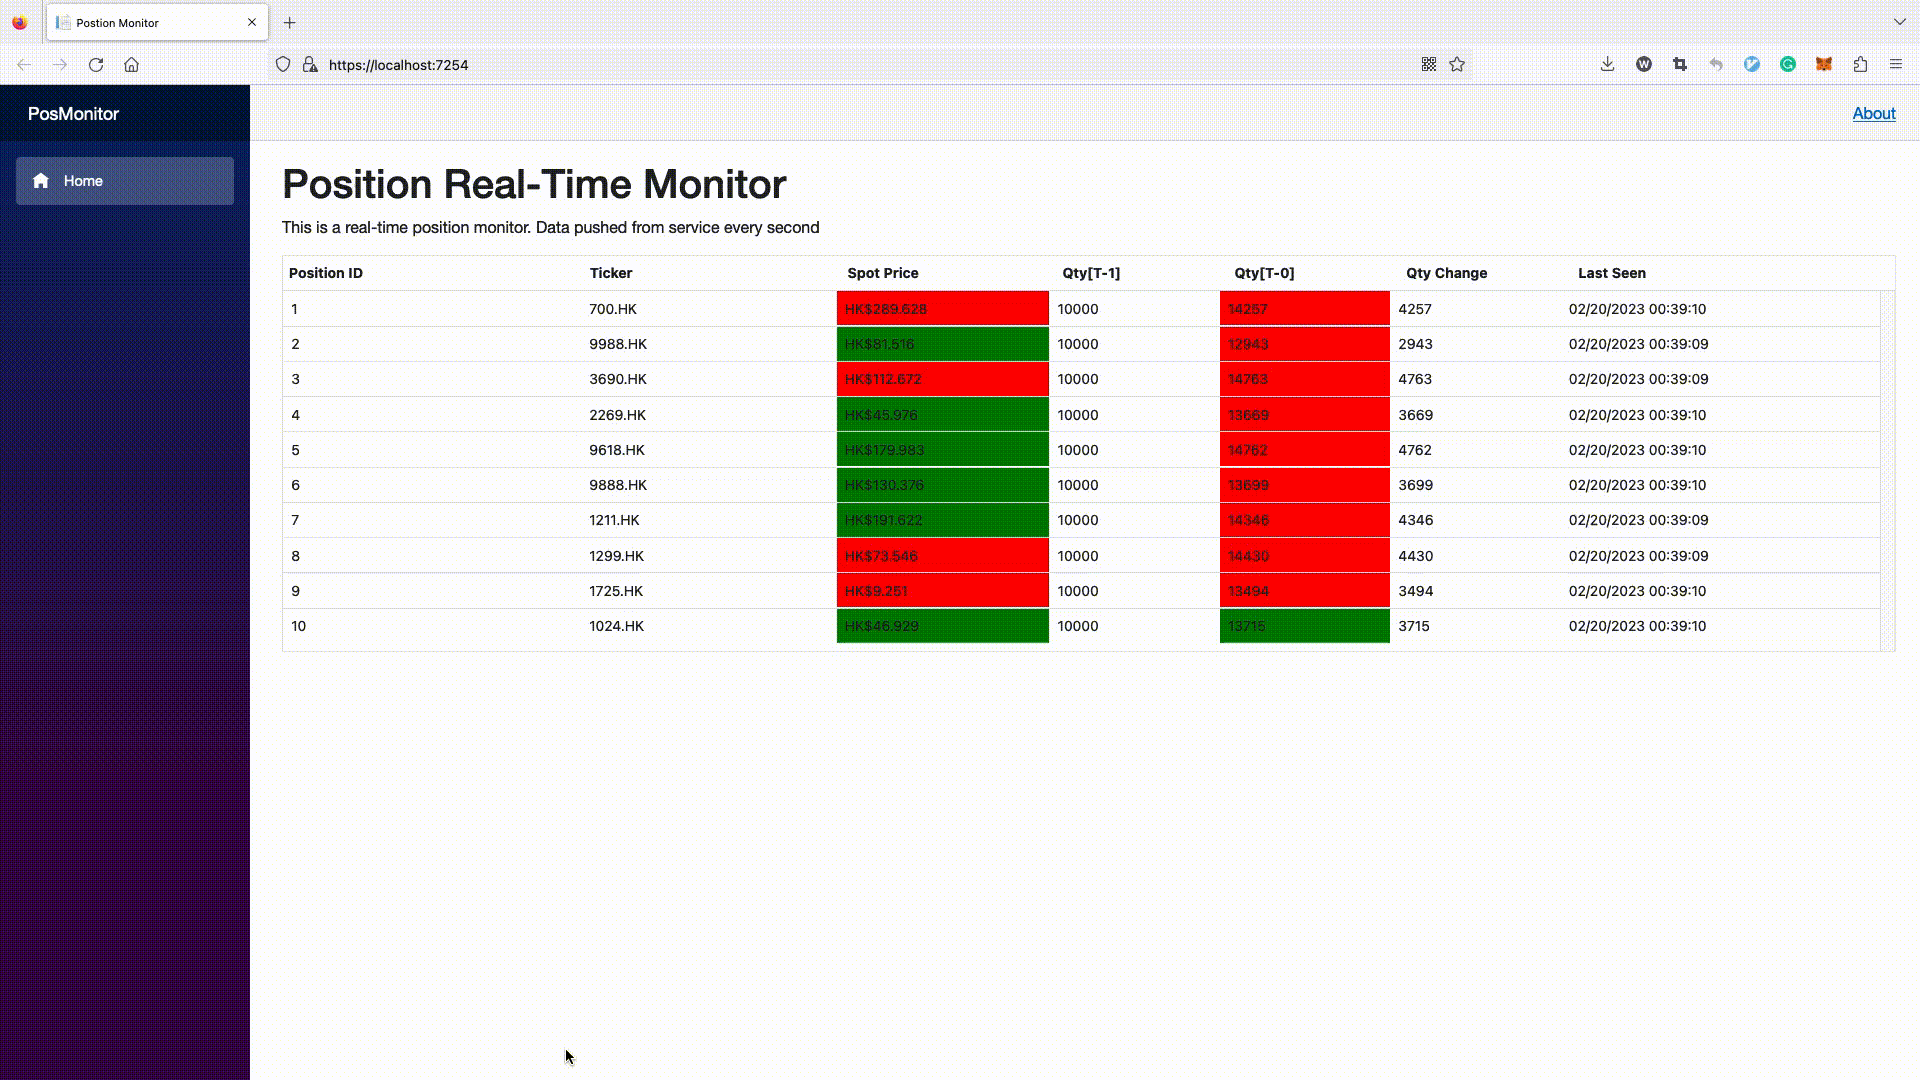 Postion Monitor
https://localhost:7254
PosMonitor
About
Home
Position Real-Time Monitor
This is a real-time position monitor. Data pushed from service every second
Position ID Ticker Spot Price Qty[T-1] Qty[T-0] Qty Change Last Seen
1 700.HK HK$289.628 10000 14257 4257 02/20/2023 00:39:10
2 9988.HK HK$81.516 10000 12943 2943 02/20/2023 00:39:09
3 3690.HK HK$112.672 10000 14763 4763 02/20/2023 00:39:09
4 2269.HK HK$45.976 10000 13669 3669 02/20/2023 00:39:10
5 9618.HK HK$179.983 10000 14762 4762 02/20/2023 00:39:10
6 9888.HK HK$130.376 10000 13699 3699 02/20/2023 00:39:10
7 1211.HK HK$191.622 10000 14346 4346 02/20/2023 00:39:09
8 1299.HK HK$73.546 10000 14430 4430 02/20/2023 00:39:09
9 1725.HK HK$9.251 10000 13494 3494 02/20/2023 00:39:10
10 1024.HK HK$46.929 10000 13715 3715 02/20/2023 00:39:10